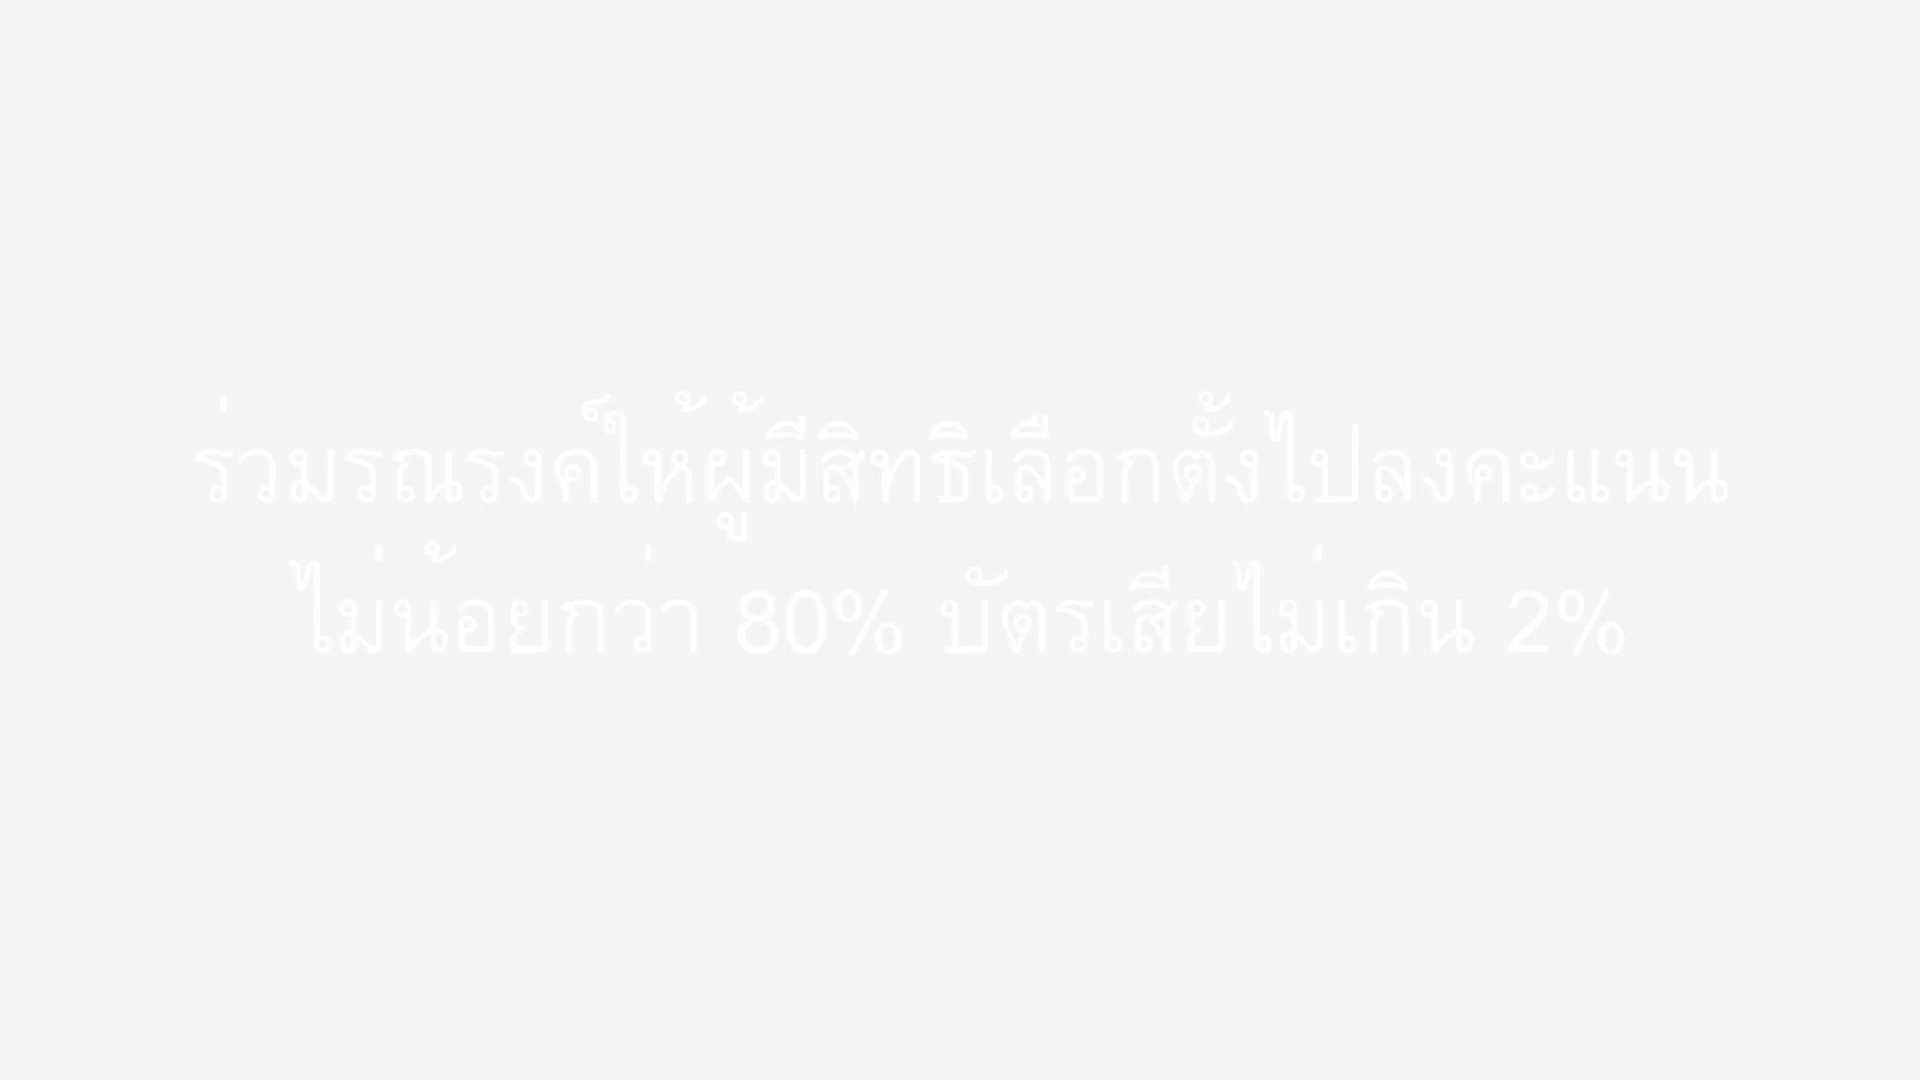 ร่วมรณรงค์ให้ผู้มีสิทธิเลือกตั้งไปลงคะแนน
ไม่น้อยกว่า 80% บัตรเสียไม่เกิน 2%